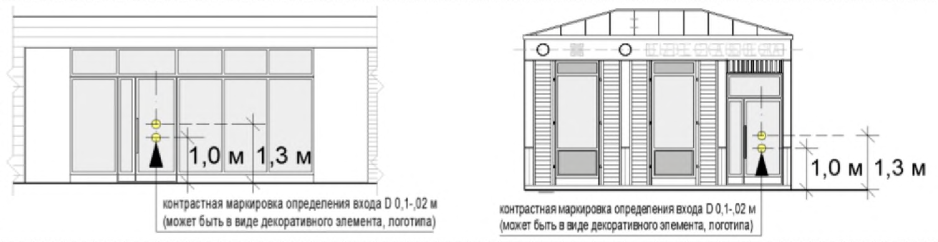 1,0 м
1,3 м
контрастная маркировка определения входа D 0,1-,02 м
(может быть в виде декоративного элемента, логотипа)
1,0 м
1,3 м
контрастная маркировка определения входа D 0,1-,02 м
(может быть в виде декоративного элемента, логотипа)